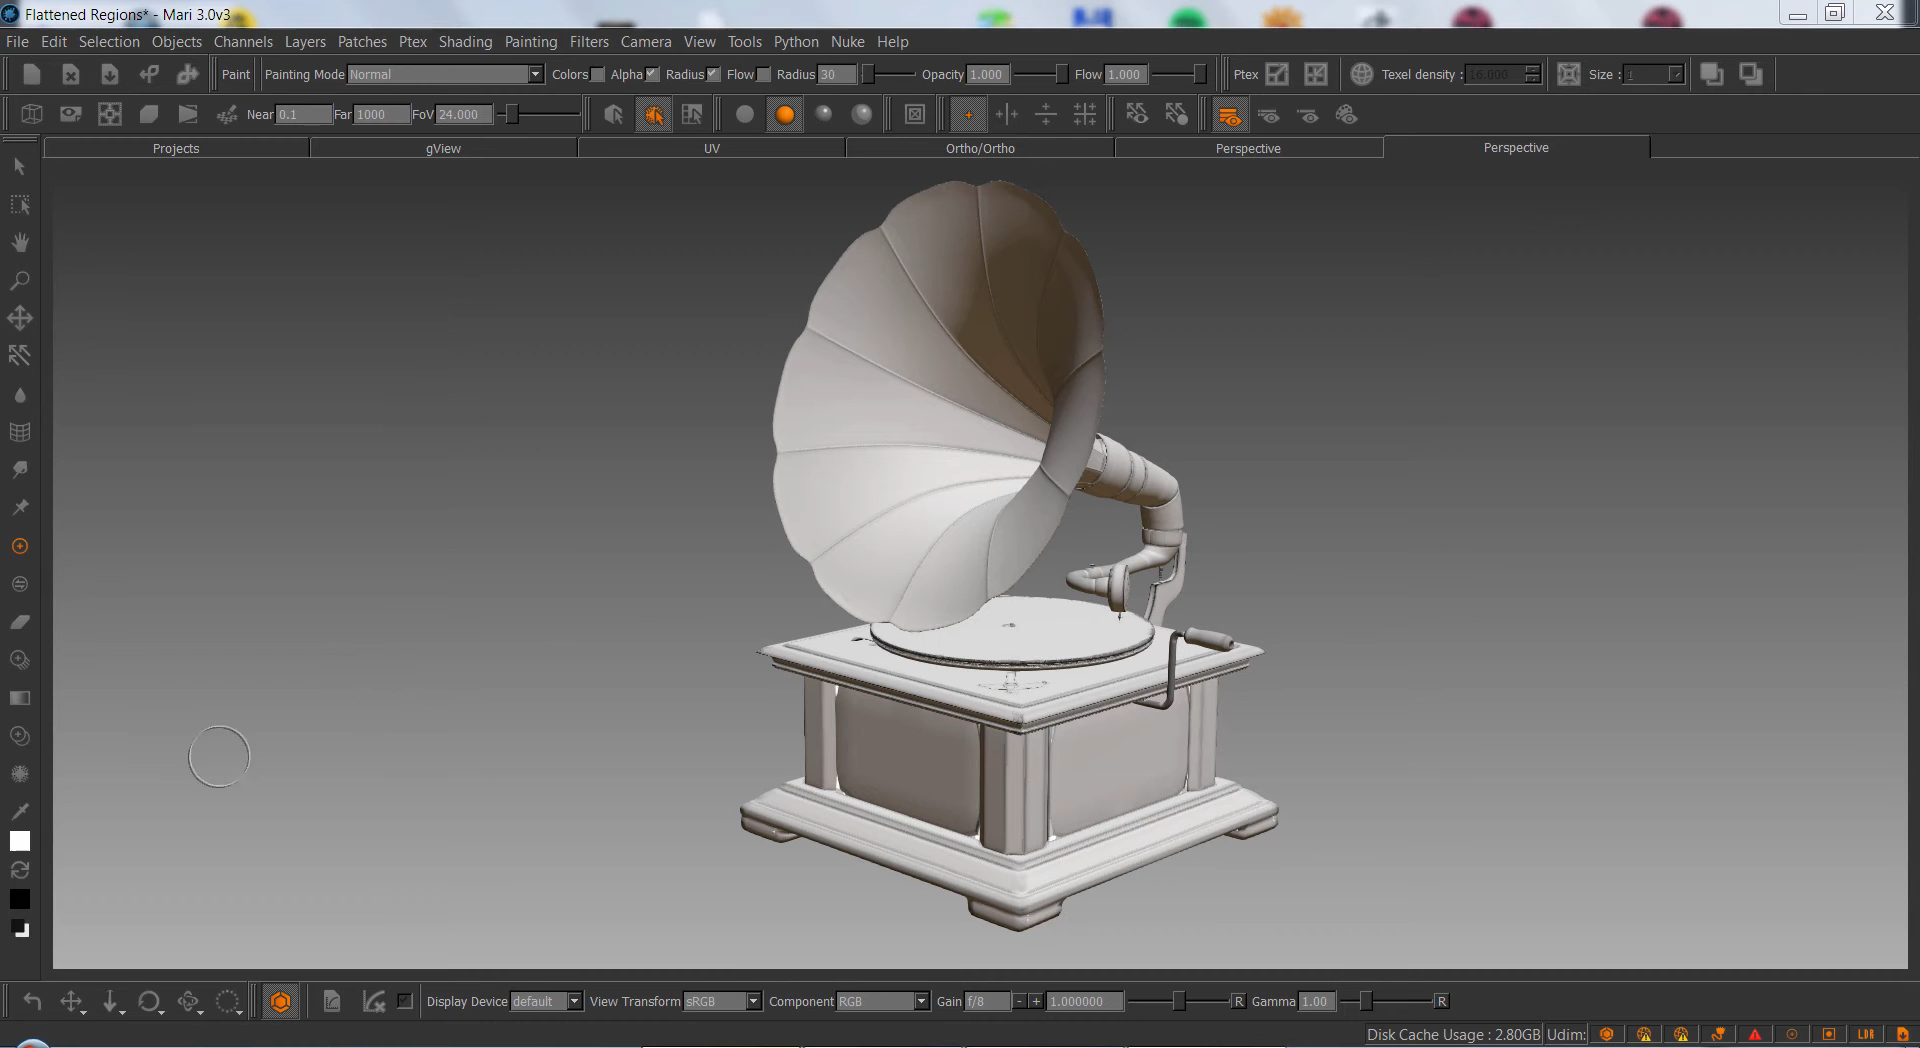 Flattened Regions* - Mari 3.0v3
File Edit Selection Objects Channels Layers Patches Ptex Shading Painting Filters Camera View Tools Python Nuke Help
Paint Painting Mode Normal Colors Alpha Radius Flow Radius 30 Opacity 1.000 Flow 1.000 Ptex Texel density : 16.000 Size : 1
Near 0.1 Far 1000 FoV 24.000
Projects gView UV Ortho/Ortho Perspective Perspective
Display Device default View Transform sRGB Component RGB Gain f/8 - + 1.000000 R Gamma 1.00 R
Disk Cache Usage : 2.80GB Udim: LDR